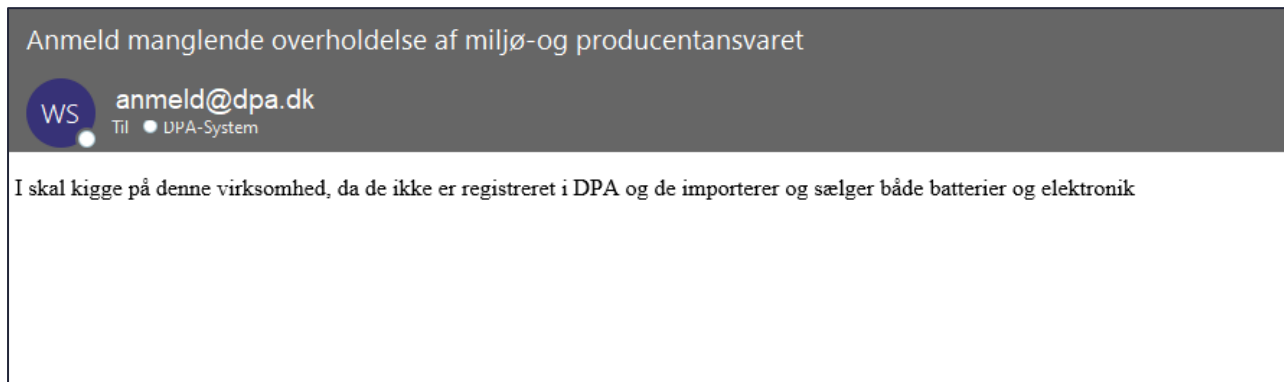 Anmeld manglende overholdelse af miljø-og producentansvaret
WS
anmeld@dpa.dk
Til DPA-System
I skal kigge på denne virksomhed, da de ikke er registreret i DPA og de importerer og sælger både batterier og elektronik